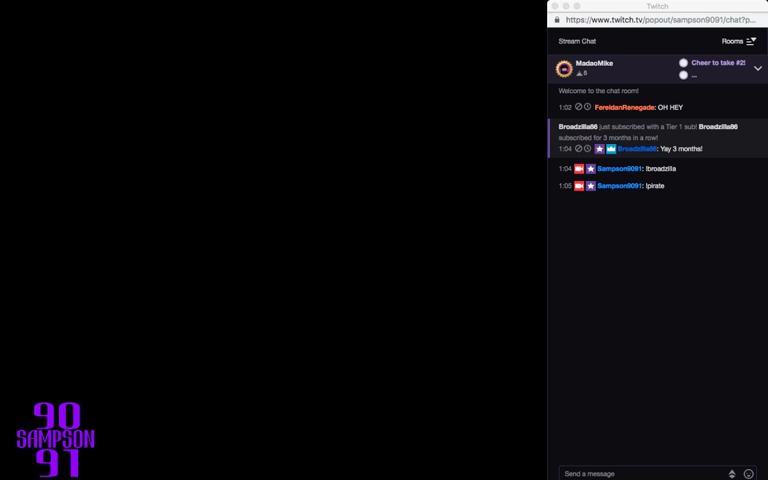 Twitch
https://www.twitch.tv/popout/sampson9091/chat?p...
Stream Chat
Rooms
MadaoMike
6
Cheer to take #2!
...
Welcome to the chat room!
1:02 FereldanRenegade: OH HEY
Broadzilla86 just subscribed with a Tier 1 sub! Broadzilla86
subscribed for 3 months in a row!
1:04 Broadzilla86: Yay 3 months!
1:04 Sampson9091: !broadzilla
1:05 Sampson9091: !pirate
90
SAMPSON
91
Send a message